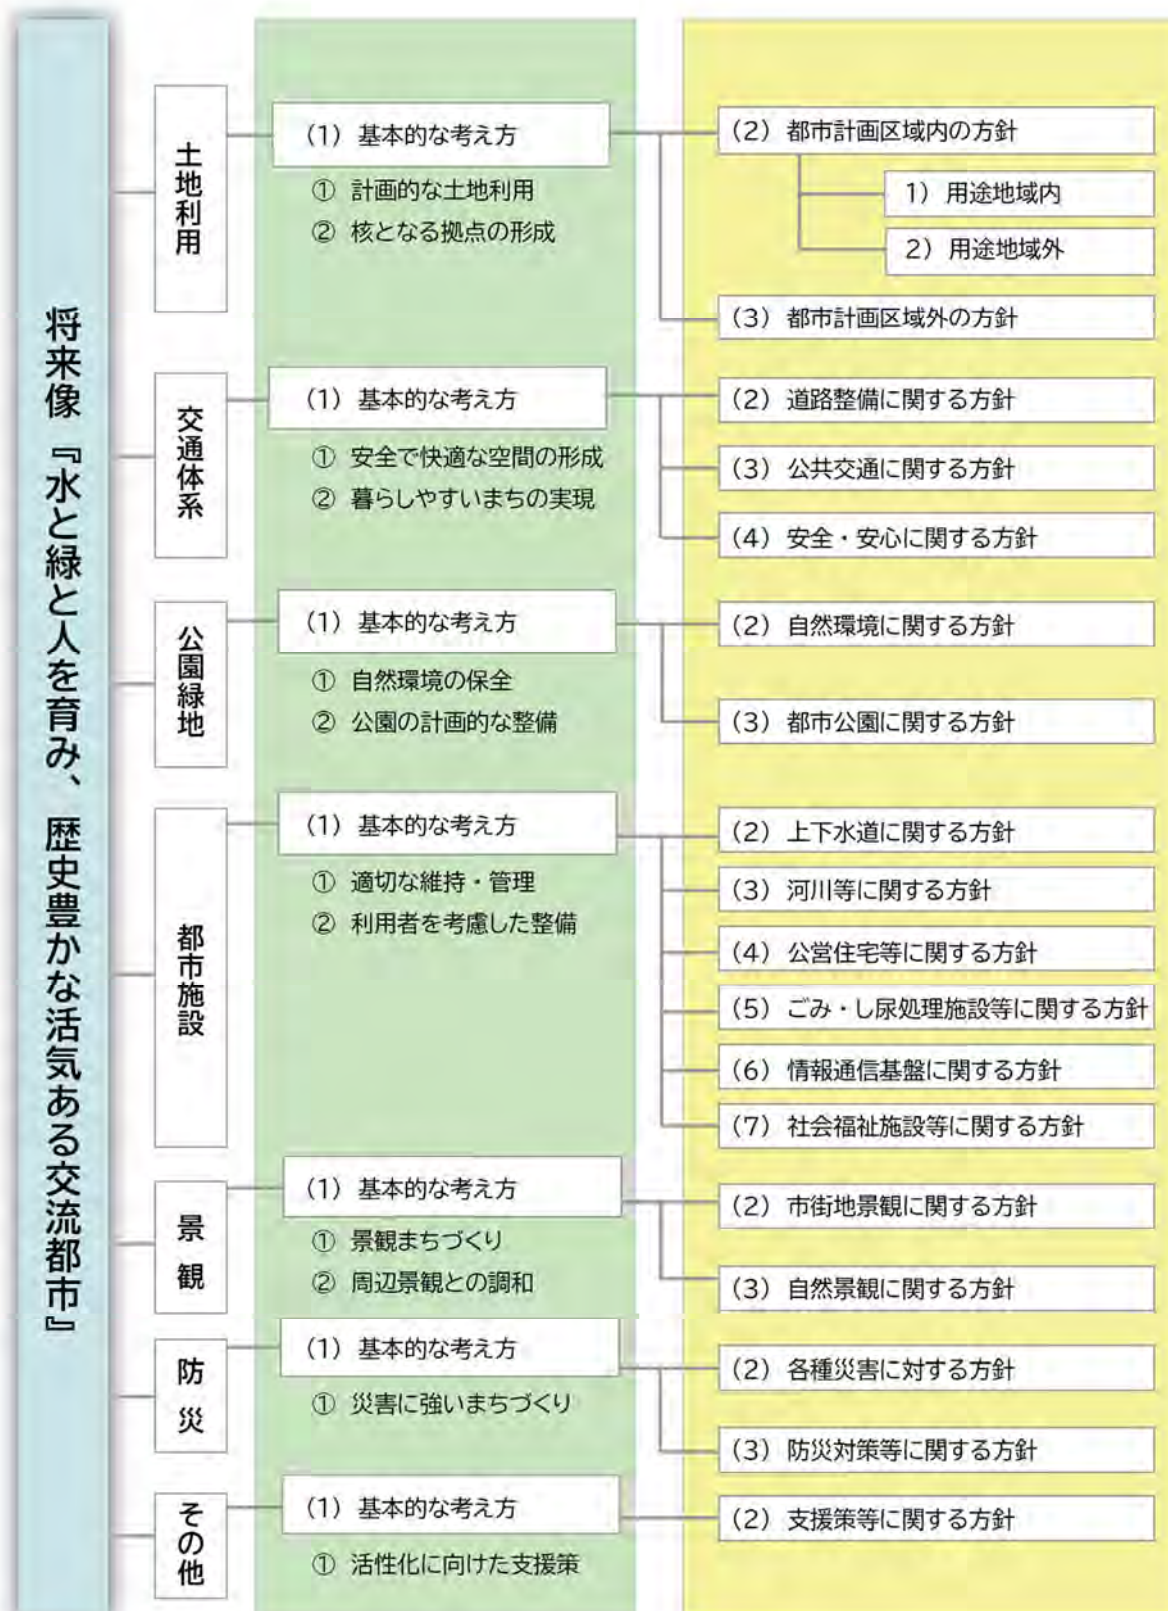 将来像『水と緑と人を育み、歴史豊かな活気ある交流都市』
土地利用
(1) 基本的な考え方
① 計画的な土地利用
② 核となる拠点の形成
(2) 都市計画区域内の方針
1) 用途地域内
2) 用途地域外
(3) 都市計画区域外の方針
交通体系
(1) 基本的な考え方
① 安全で快適な空間の形成
② 暮らしやすいまちの実現
(2) 道路整備に関する方針
(3) 公共交通に関する方針
(4) 安全・安心に関する方針
公園緑地
(1) 基本的な考え方
① 自然環境の保全
② 公園の計画的な整備
(2) 自然環境に関する方針
(3) 都市公園に関する方針
都市施設
(1) 基本的な考え方
① 適切な維持・管理
② 利用者を考慮した整備
(2) 上下水道に関する方針
(3) 河川等に関する方針
(4) 公営住宅等に関する方針
(5) ごみ・し尿処理施設等に関する方針
(6) 情報通信基盤に関する方針
(7) 社会福祉施設等に関する方針
景観
(1) 基本的な考え方
① 景観まちづくり
② 周辺景観との調和
(2) 市街地景観に関する方針
(3) 自然景観に関する方針
防災
(1) 基本的な考え方
① 災害に強いまちづくり
(2) 各種災害に対する方針
(3) 防災対策等に関する方針
その他
(1) 基本的な考え方
① 活性化に向けた支援策
(2) 支援策等に関する方針